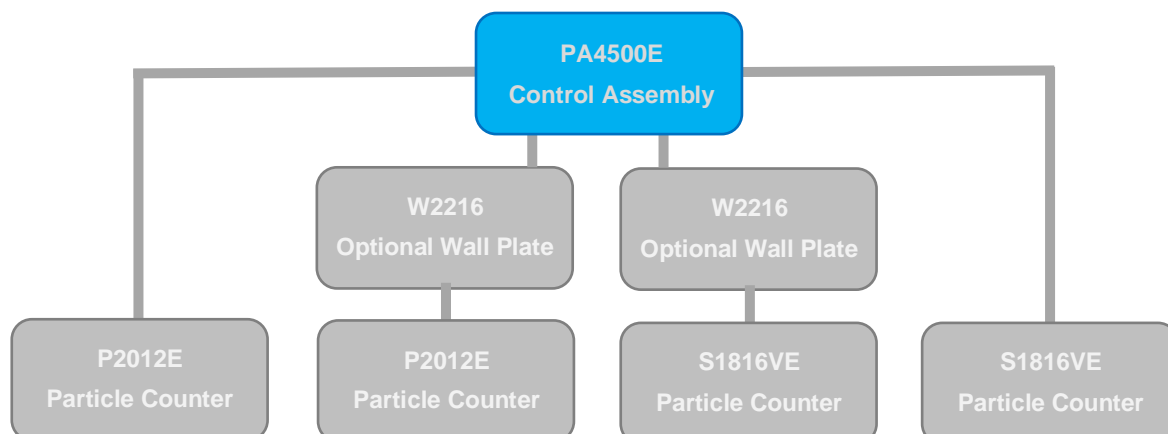 PA4500E
Control Assembly
W2216
Optional Wall Plate
W2216
Optional Wall Plate
P2012E
Particle Counter
P2012E
Particle Counter
S1816VE
Particle Counter
S1816VE
Particle Counter